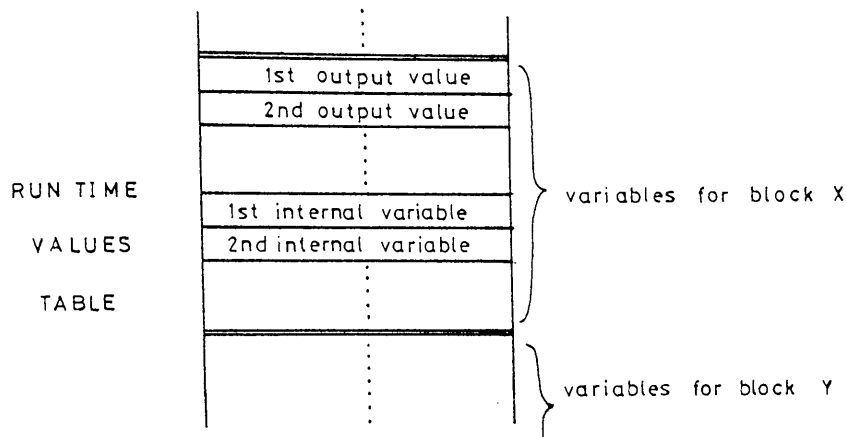 1st output value
2nd output value
RUN TIME
VALUES
TABLE
1st internal variable
2nd internal variable
variables for block X
variables for block Y